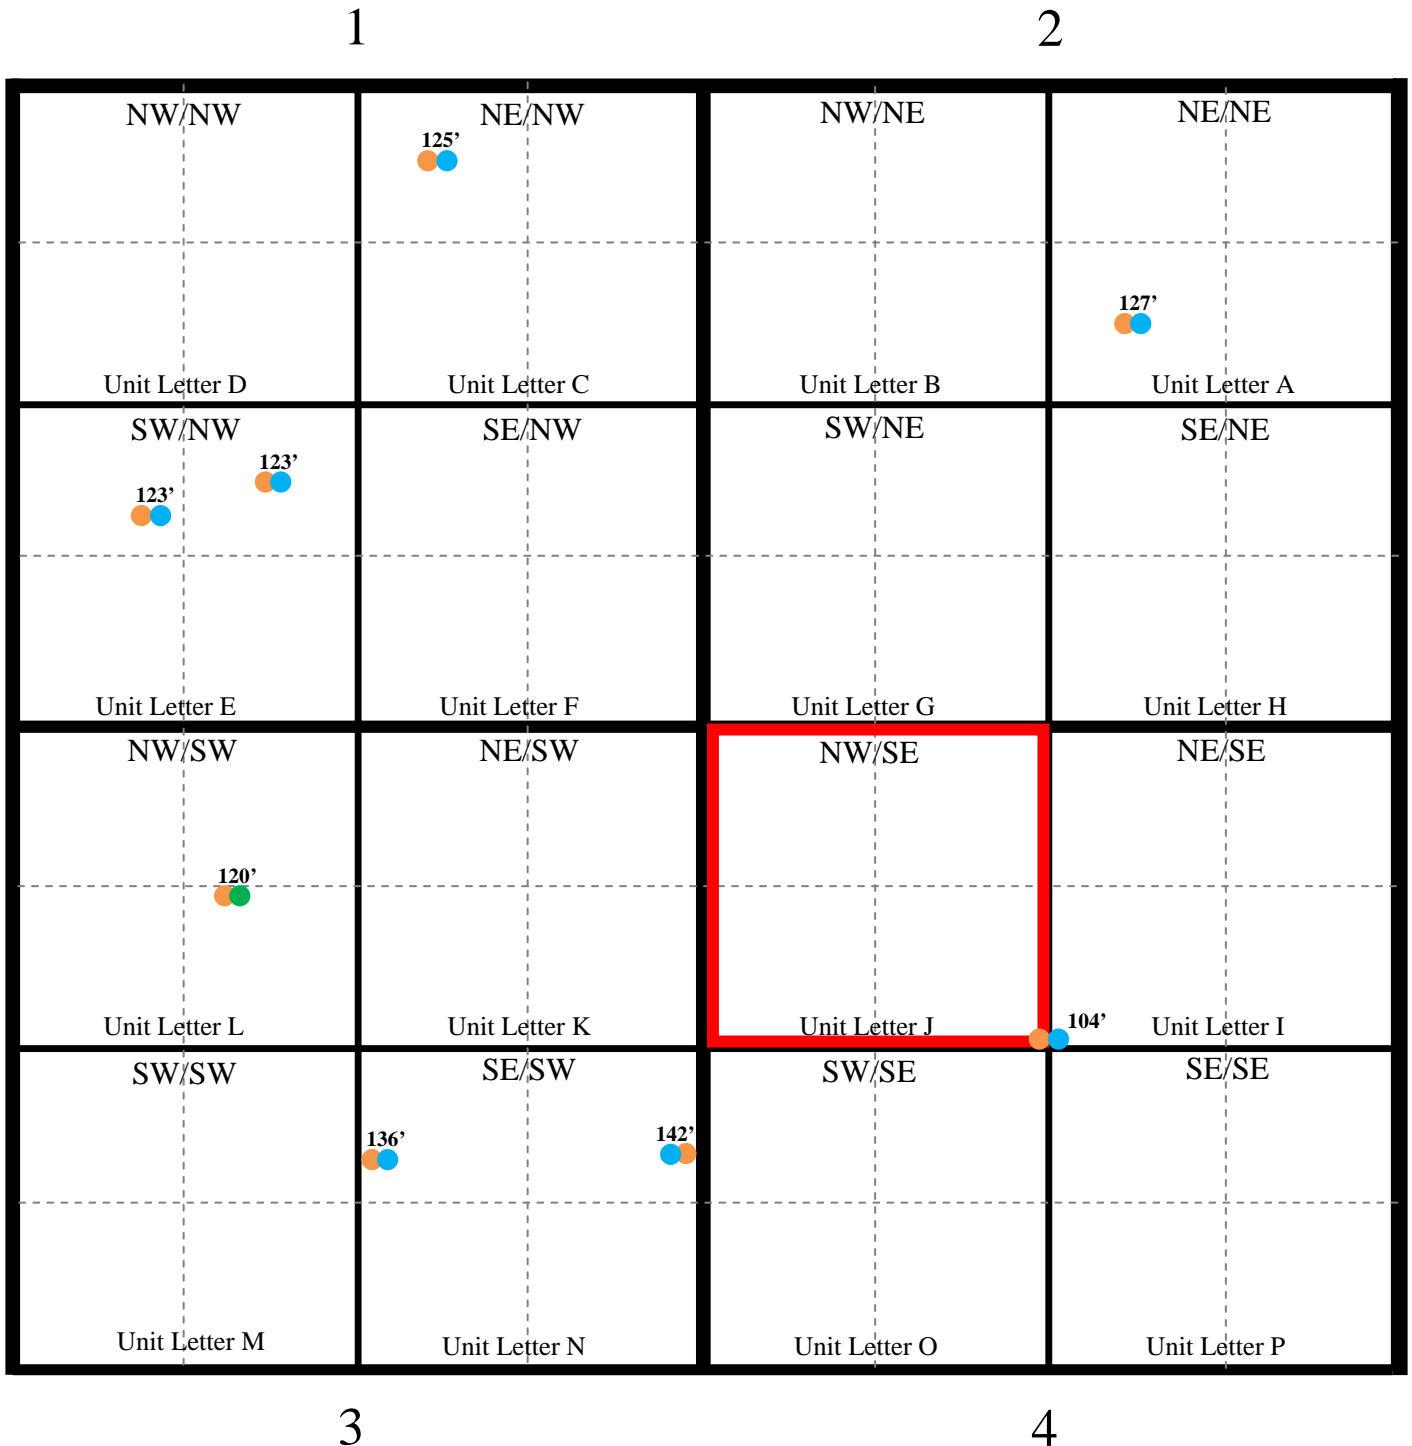 1 2
NW/NW NE/NW NW/NE NE/NE
125’
127’
Unit Letter D Unit Letter C Unit Letter B Unit Letter A
SW/NW SE/NW SW/NE SE/NE
123’
123’
Unit Letter E Unit Letter F Unit Letter G Unit Letter H
NW/SW NE/SW NW/SE NE/SE
120’
104’
Unit Letter L Unit Letter K Unit Letter J Unit Letter I
SW/SW SE/SW SW/SE SE/SE
136’ 142’
Unit Letter M Unit Letter N Unit Letter O Unit Letter P
3 4